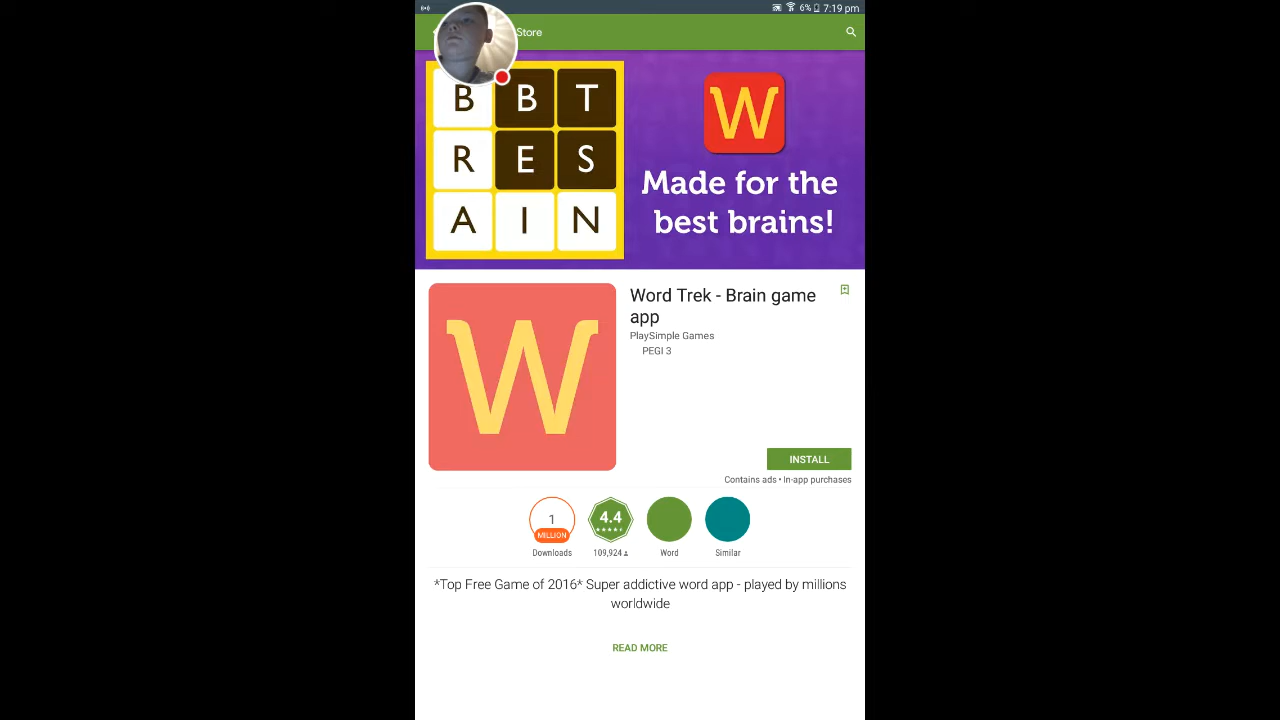 6% 7:19 pm
Store
B B T
R E S
A I N
W
Made for the
best brains!
W
Word Trek - Brain game
app
PlaySimple Games
PEGI 3
INSTALL
Contains ads • In-app purchases
1
MILLION
4.4
Downloads
109,924
Word
Similar
*Top Free Game of 2016* Super addictive word app - played by millions
worldwide
READ MORE